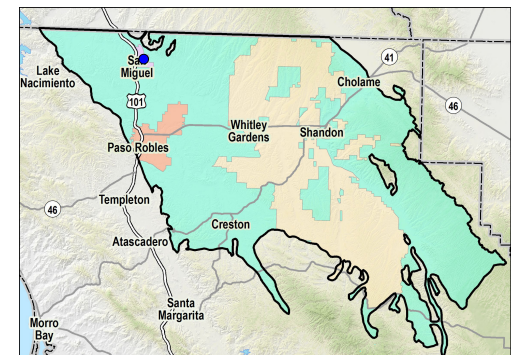 41
Lake
Nacimiento
San
Miguel
Cholame
101
46
Whitley
Gardens
Shandon
Paso Robles
Templeton
46
Creston
Atascadero
Santa
Margarita
Morro
Bay